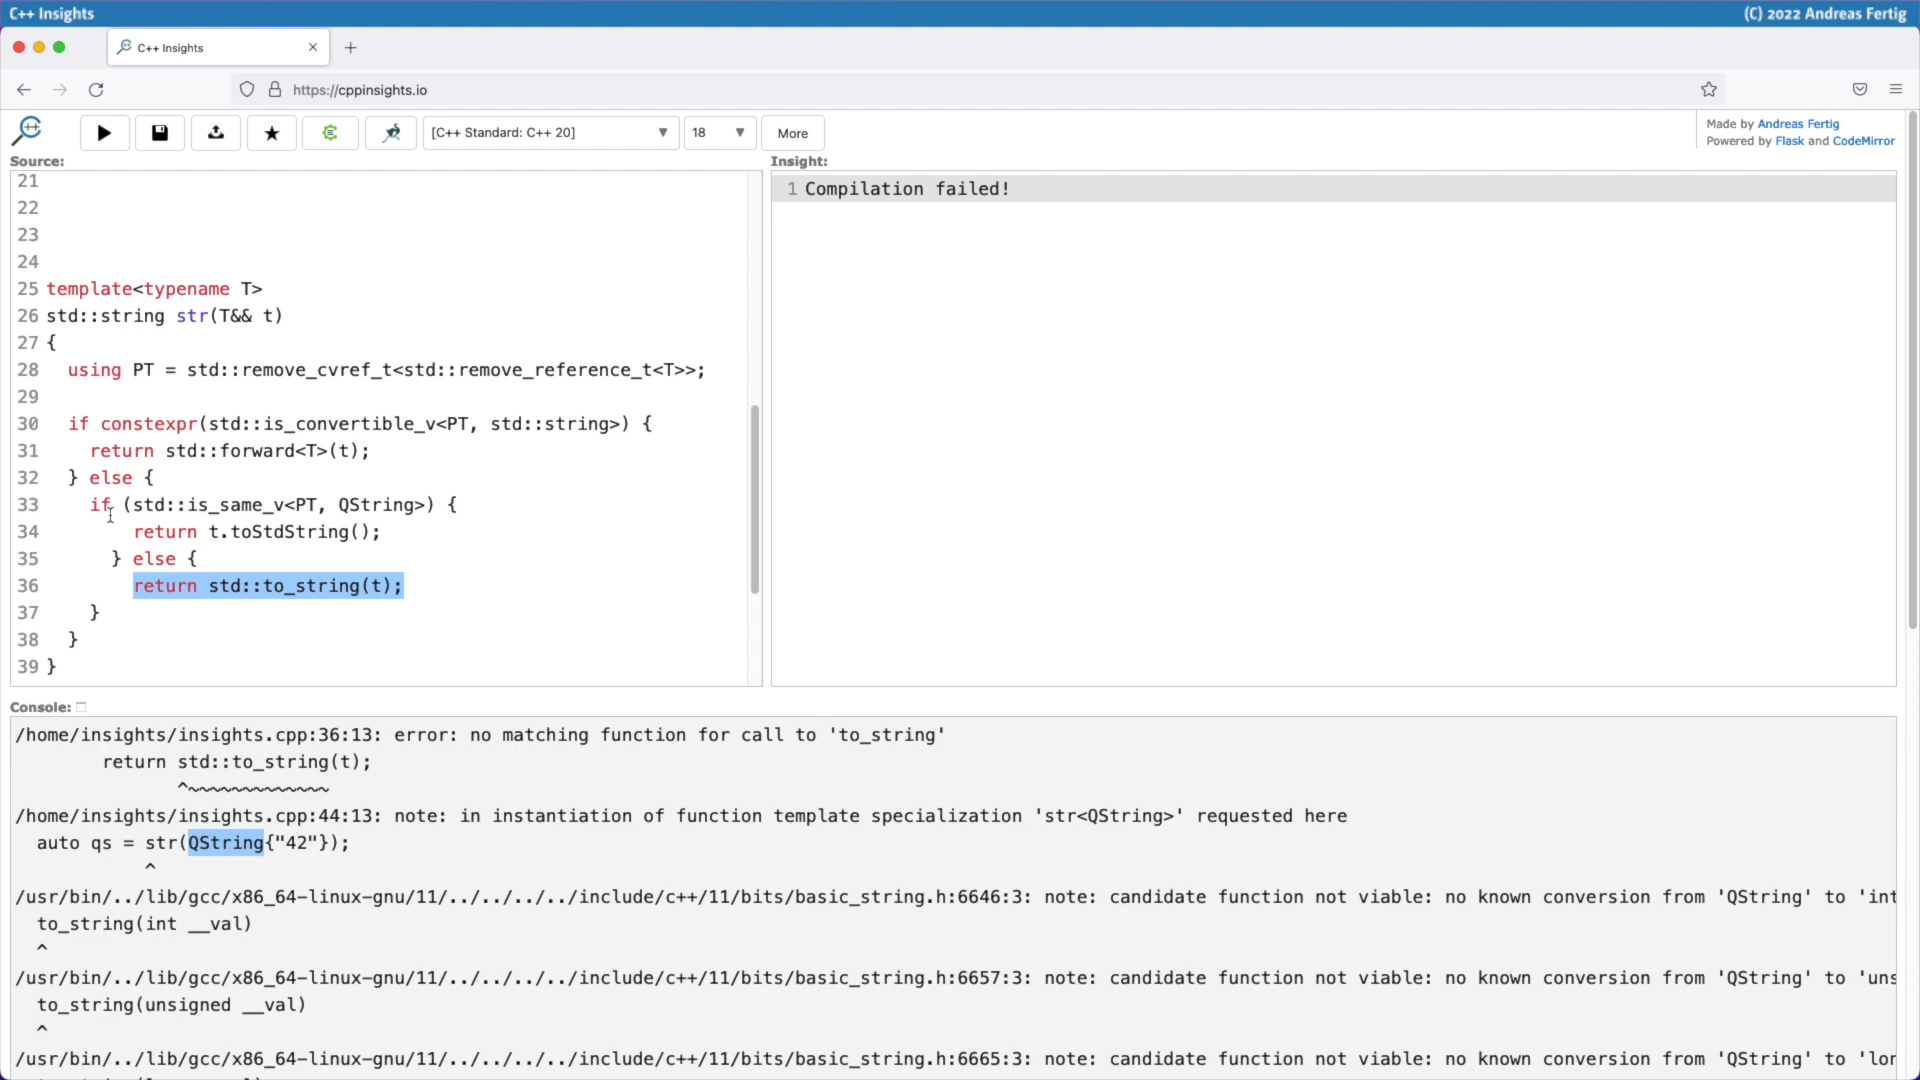 C++ Insights
(C) 2022 Andreas Fertig
C++ Insights
https://cppinsights.io
[C++ Standard: C++ 20]
18
More
Made by Andreas Fertig
Powered by Flask and CodeMirror
Source:
21
22
23
24
25 template<typename T>
26 std::string str(T&& t)
27 {
28   using PT = std::remove_cvref_t<std::remove_reference_t<T>>;
29
30   if constexpr(std::is_convertible_v<PT, std::string>) {
31     return std::forward<T>(t);
32   } else {
33     if (std::is_same_v<PT, QString>) {
34         return t.toStdString();
35       } else {
36         return std::to_string(t);
37     }
38   }
39 }
Insight:
1 Compilation failed!
Console:
/home/insights/insights.cpp:36:13: error: no matching function for call to 'to_string'
        return std::to_string(t);
               ^~~~~~~~~~~~~~
/home/insights/insights.cpp:44:13: note: in instantiation of function template specialization 'str<QString>' requested here
  auto qs = str(QString{"42"});
            ^
/usr/bin/../lib/gcc/x86_64-linux-gnu/11/../../../../include/c++/11/bits/basic_string.h:6646:3: note: candidate function not viable: no known conversion from 'QString' to 'int
  to_string(int __val)
  ^
/usr/bin/../lib/gcc/x86_64-linux-gnu/11/../../../../include/c++/11/bits/basic_string.h:6657:3: note: candidate function not viable: no known conversion from 'QString' to 'uns
  to_string(unsigned __val)
  ^
/usr/bin/../lib/gcc/x86_64-linux-gnu/11/../../../../include/c++/11/bits/basic_string.h:6665:3: note: candidate function not viable: no known conversion from 'QString' to 'lon